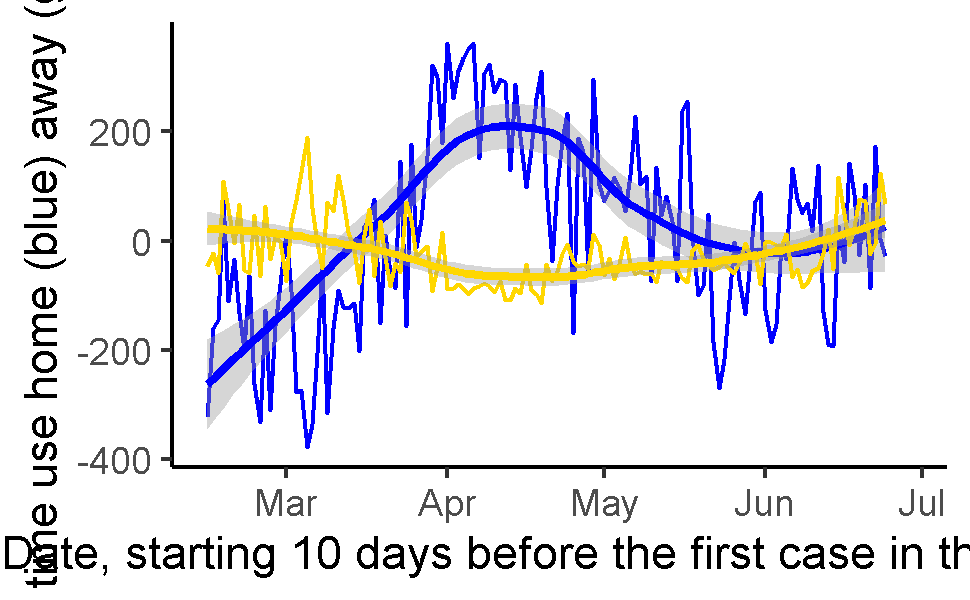 time use home (blue) away (
200
0
-200
-400
Mar Apr May Jun Jul
Date, starting 10 days before the first case in th